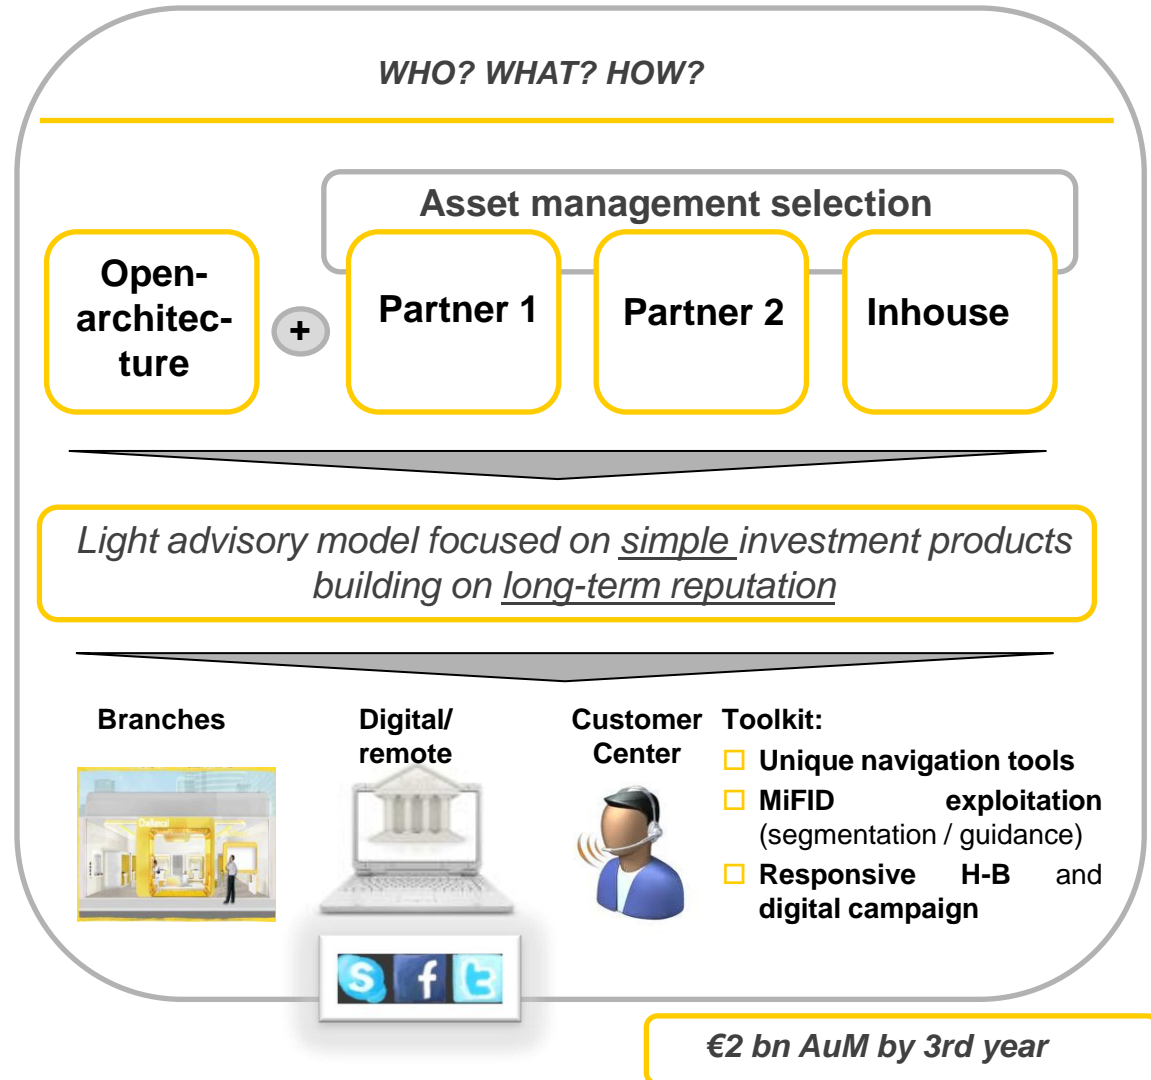 WHO? WHAT? HOW?
Asset management selection
Open-
architec-
ture
+
Partner 1
Partner 2
Inhouse
Light advisory model focused on simple investment products
building on long-term reputation
Branches
Digital/
remote
Customer
Center
Toolkit:
Unique navigation tools
MiFID exploitation
(segmentation / guidance)
Responsive H-B and
digital campaign
€2 bn AuM by 3rd year